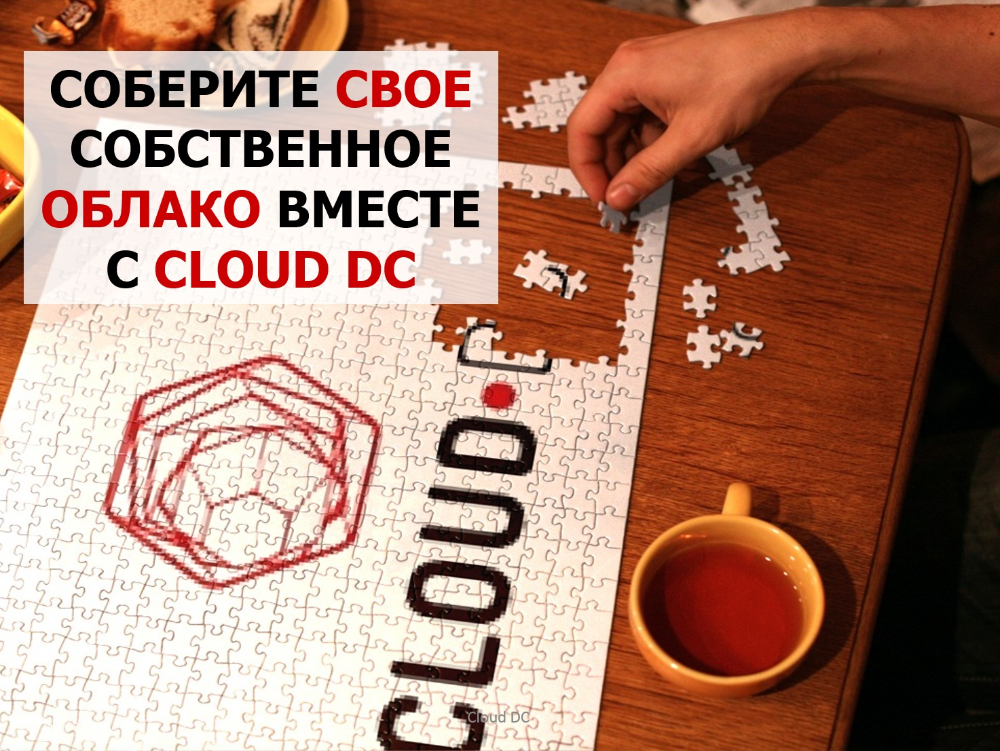 СОБЕРИТЕ СВОЕ
СОБСТВЕННОЕ
ОБЛАКО ВМЕСТЕ
С CLOUD DC
CLOUD
Cloud DC